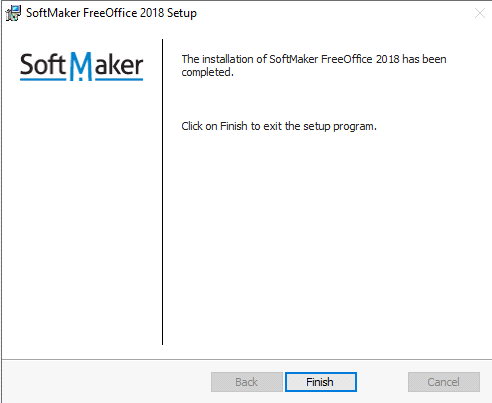 SoftMaker FreeOffice 2018 Setup
SoftMaker
The installation of SoftMaker FreeOffice 2018 has been
completed.
Click on Finish to exit the setup program.
Back
Finish
Cancel